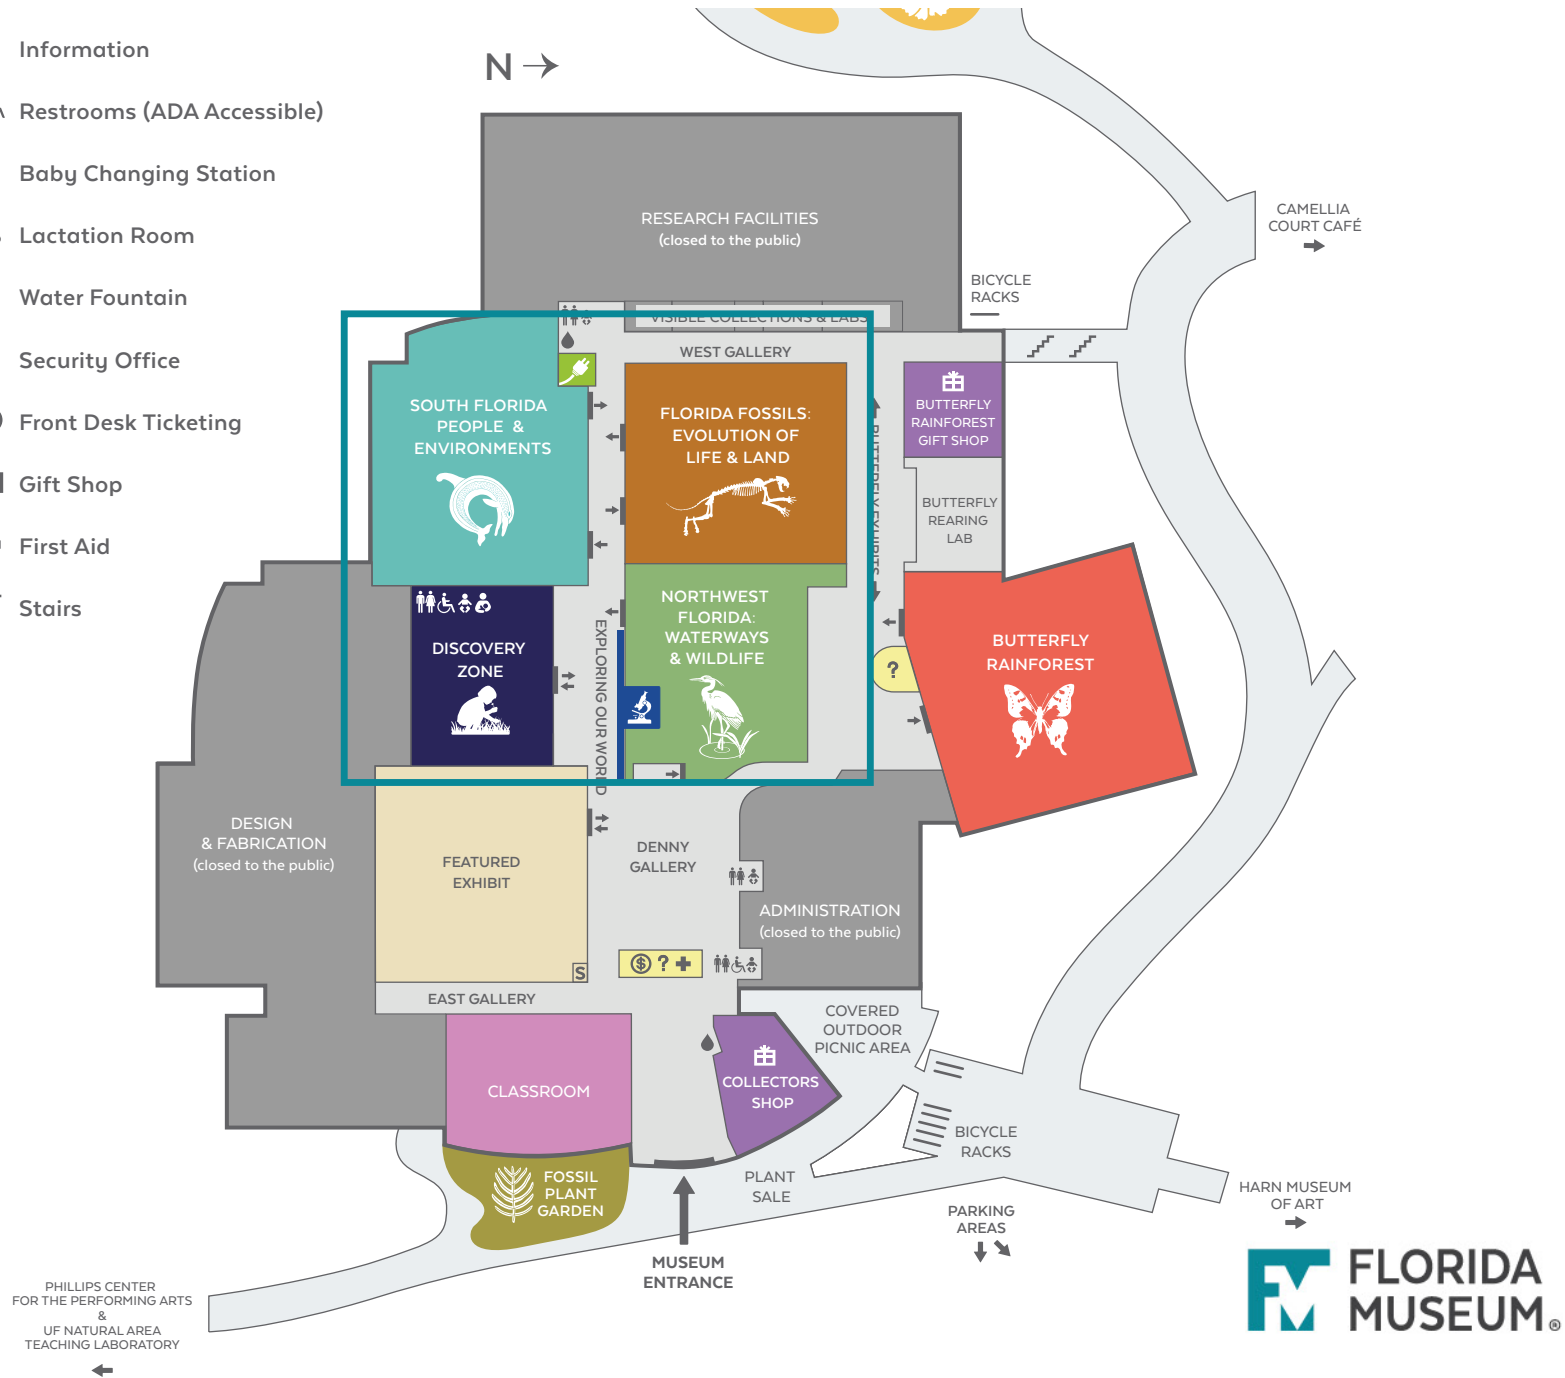 Information
Restrooms (ADA Accessible)
Baby Changing Station
Lactation Room
Water Fountain
Security Office
Front Desk Ticketing
Gift Shop
First Aid
Stairs
N
CAMELLIA
COURT CAFÉ
RESEARCH FACILITIES
(closed to the public)
BICYCLE
RACKS
VISIBLE COLLECTIONS & LABS
WEST GALLERY
SOUTH FLORIDA
PEOPLE &
ENVIRONMENTS
FLORIDA FOSSILS:
EVOLUTION OF
LIFE & LAND
BUTTERFLY EXHIBITS
BUTTERFLY
RAINFOREST
GIFT SHOP
BUTTERFLY
REARING
LAB
DISCOVERY
ZONE
EXPLORING OUR WORLD
NORTHWEST
FLORIDA:
WATERWAYS
& WILDLIFE
?
BUTTERFLY
RAINFOREST
DESIGN
& FABRICATION
(closed to the public)
FEATURED
EXHIBIT
S
DENNY
GALLERY
ADMINISTRATION
(closed to the public)
$ ? +
EAST GALLERY
COVERED
OUTDOOR
PICNIC AREA
CLASSROOM
COLLECTORS
SHOP
BICYCLE
RACKS
FOSSIL
PLANT
GARDEN
PLANT
SALE
HARN MUSEUM
OF ART
PARKING
AREAS
MUSEUM
ENTRANCE
PHILLIPS CENTER
FOR THE PERFORMING ARTS
&
UF NATURAL AREA
TEACHING LABORATORY
FM
FLORIDA
MUSEUM®